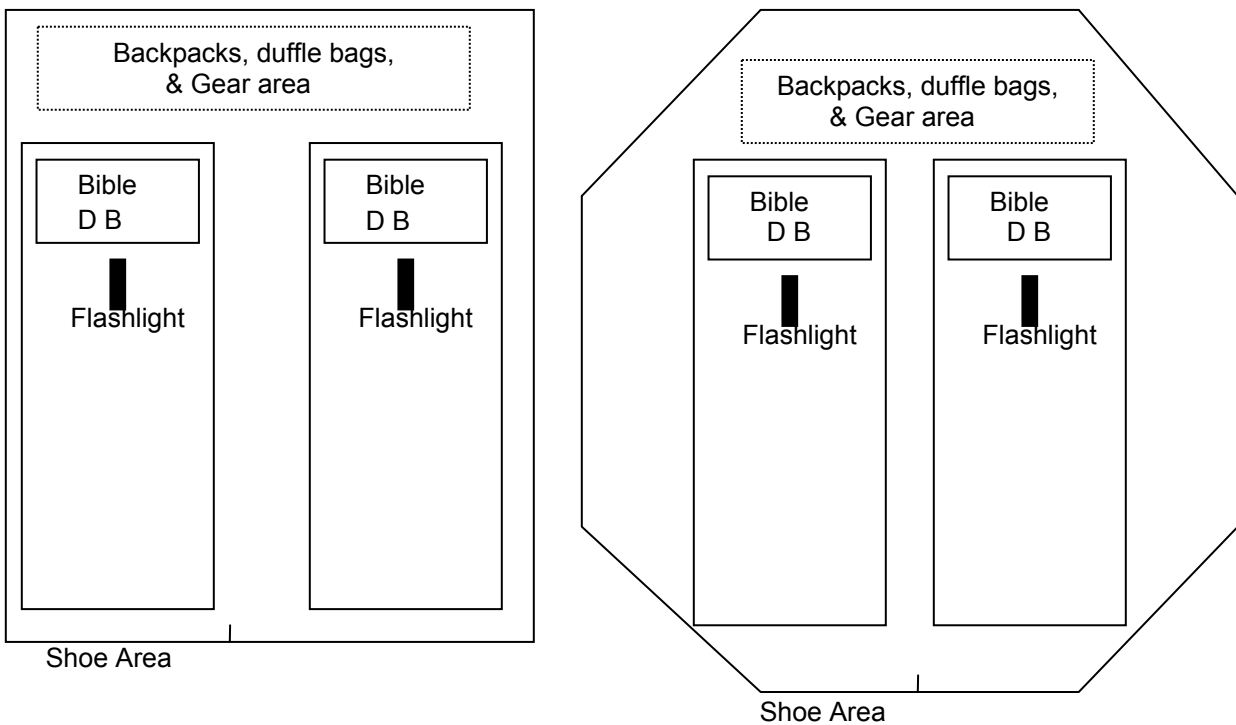 Backpacks, duffle bags,
& Gear area
Bible
D B
Flashlight
Bible
D B
Flashlight
Shoe Area
Backpacks, duffle bags,
& Gear area
Bible
D B
Flashlight
Bible
D B
Flashlight
Shoe Area